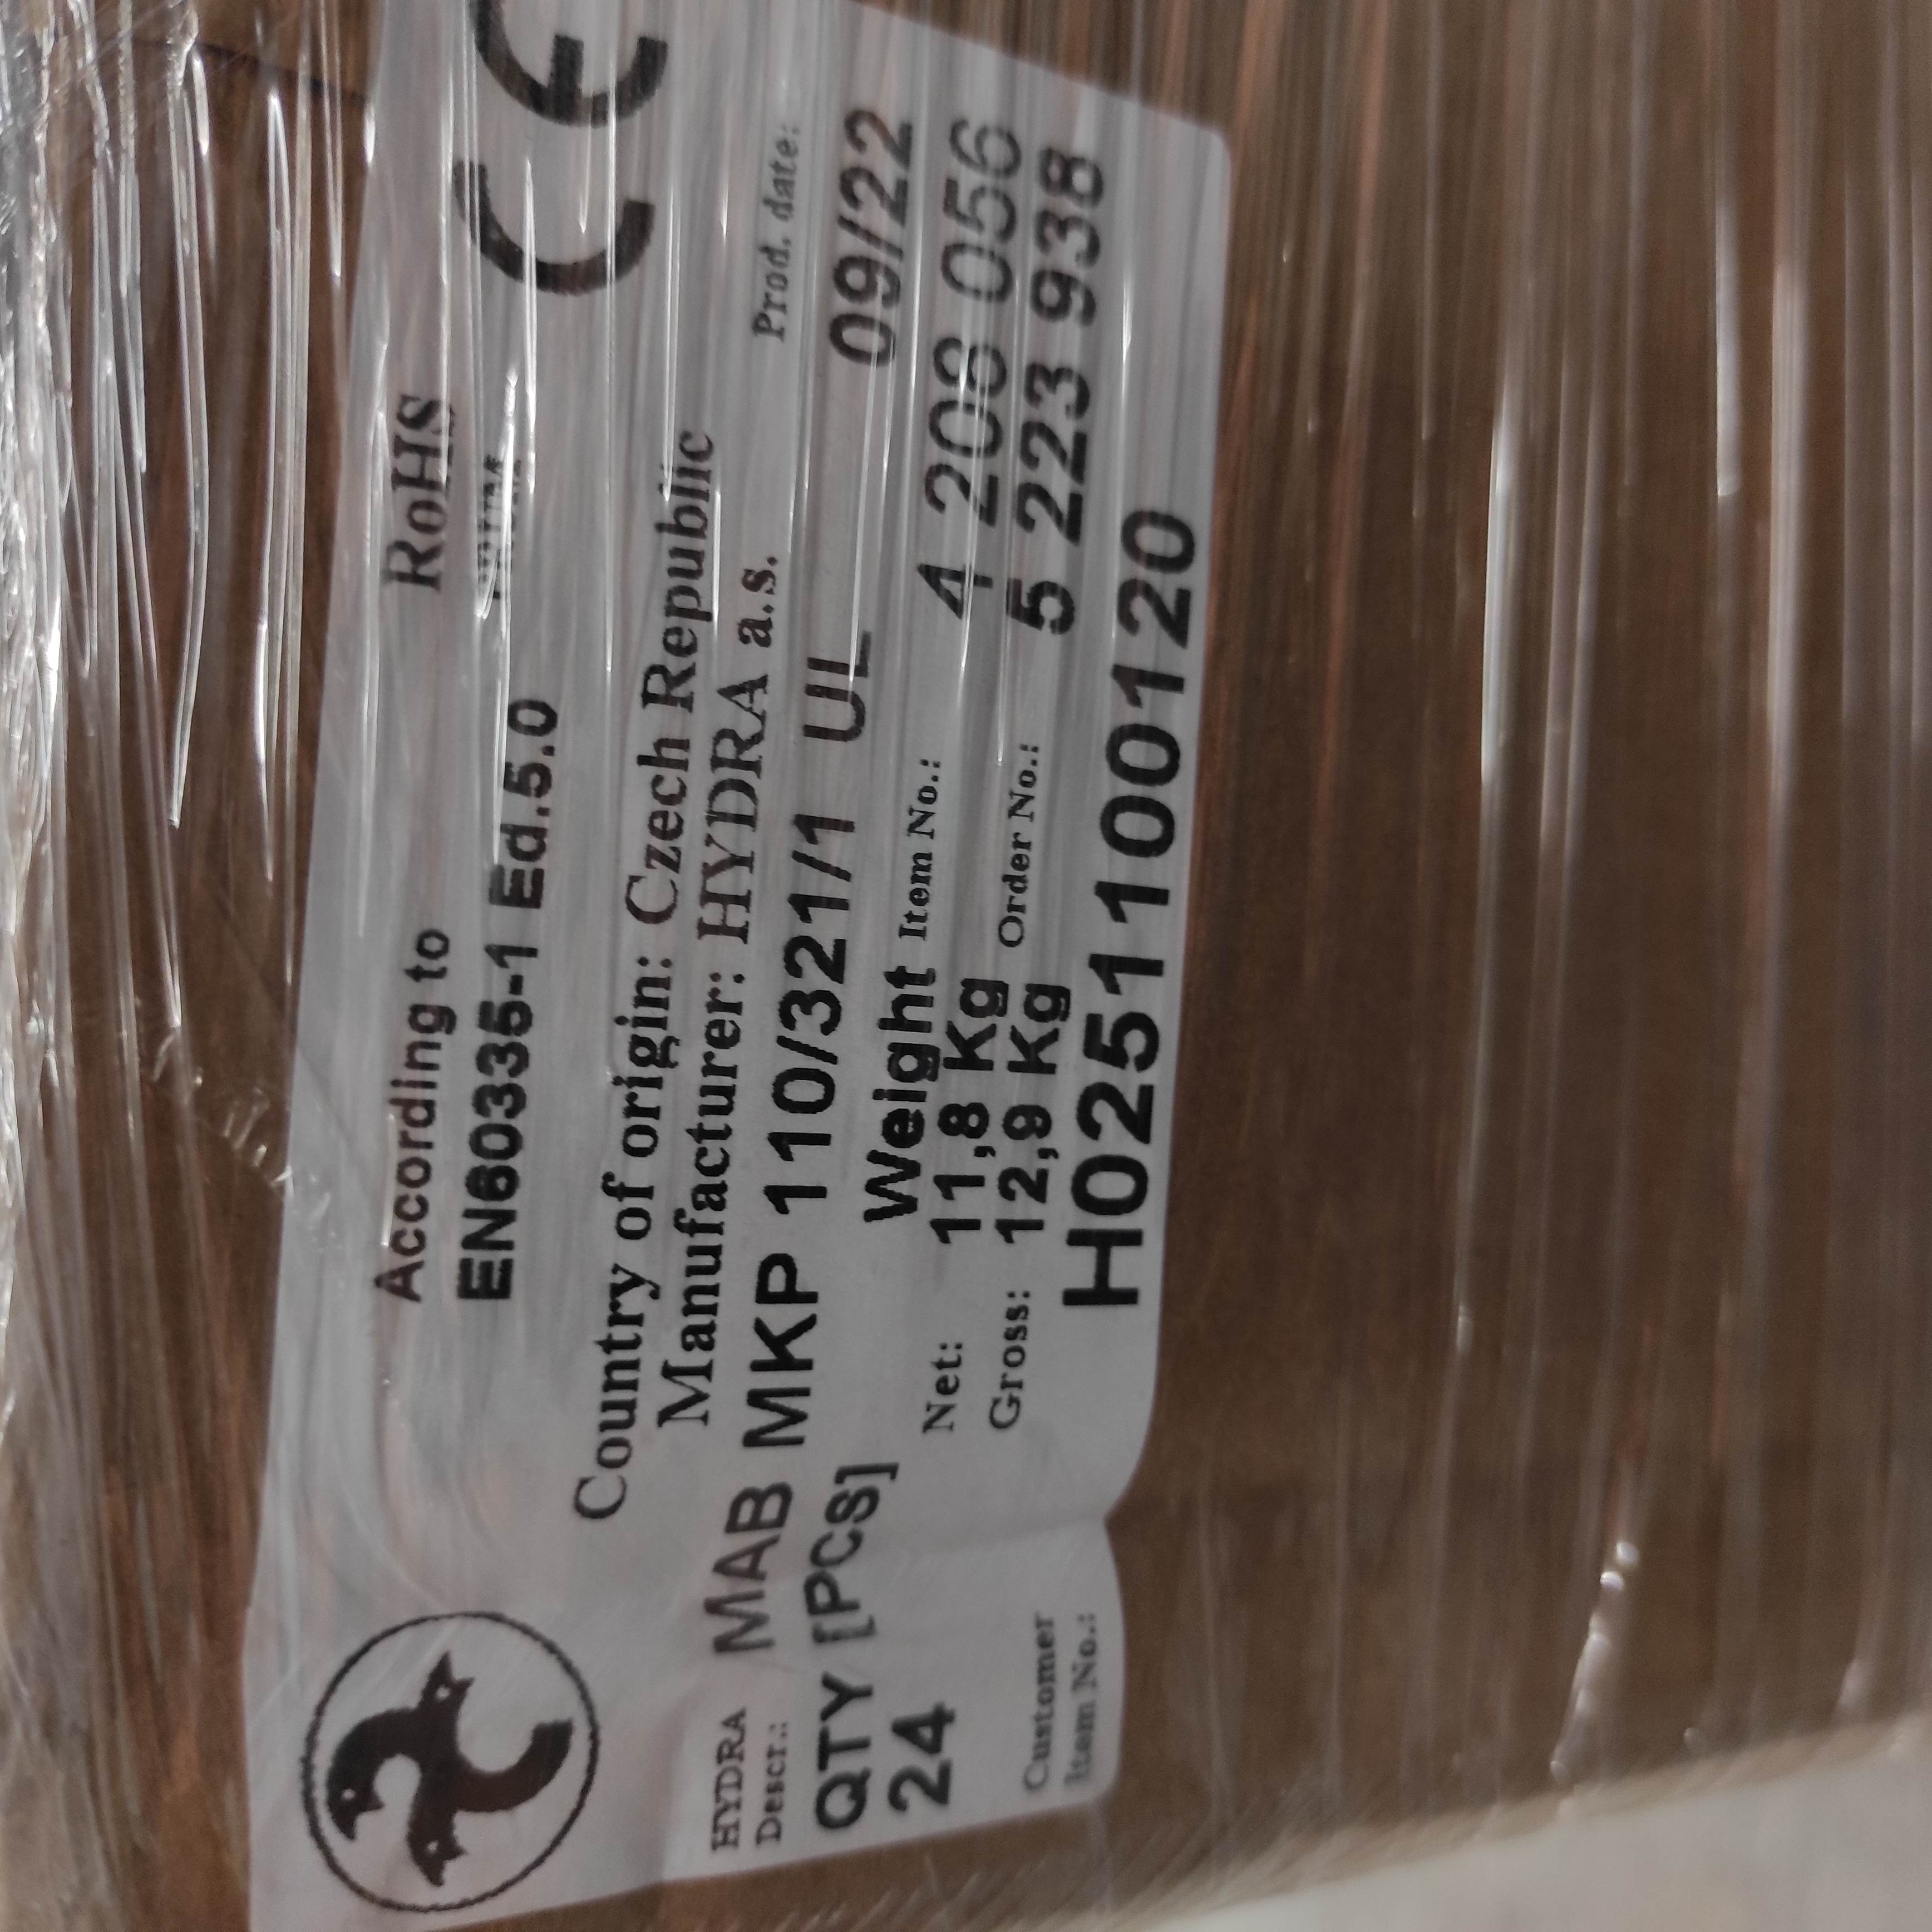 According to
RoHS
EN60335-1 Ed.5.0
CE
Country of origin: Czech Republic
Manufacturer: HYDRA a.s.
HYDRA
Descr.:
MAB MKP 110/321/1 UL
Prod. date:
09/22
QTY [PCS]
24
Weight
Net: 11,8 Kg
Gross: 12,9 Kg
Item No.: 4 206 056
Order No.: 5 223 938
Customer
Item No.:
H0251100120